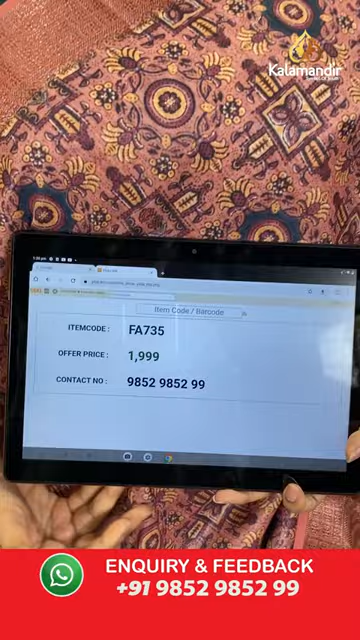 Kalamandir
Item Code / Barcode
ITEMCODE : FA735
OFFER PRICE : 1,999
CONTACT NO : 9852 9852 99
ENQUIRY & FEEDBACK
+91 9852 9852 99